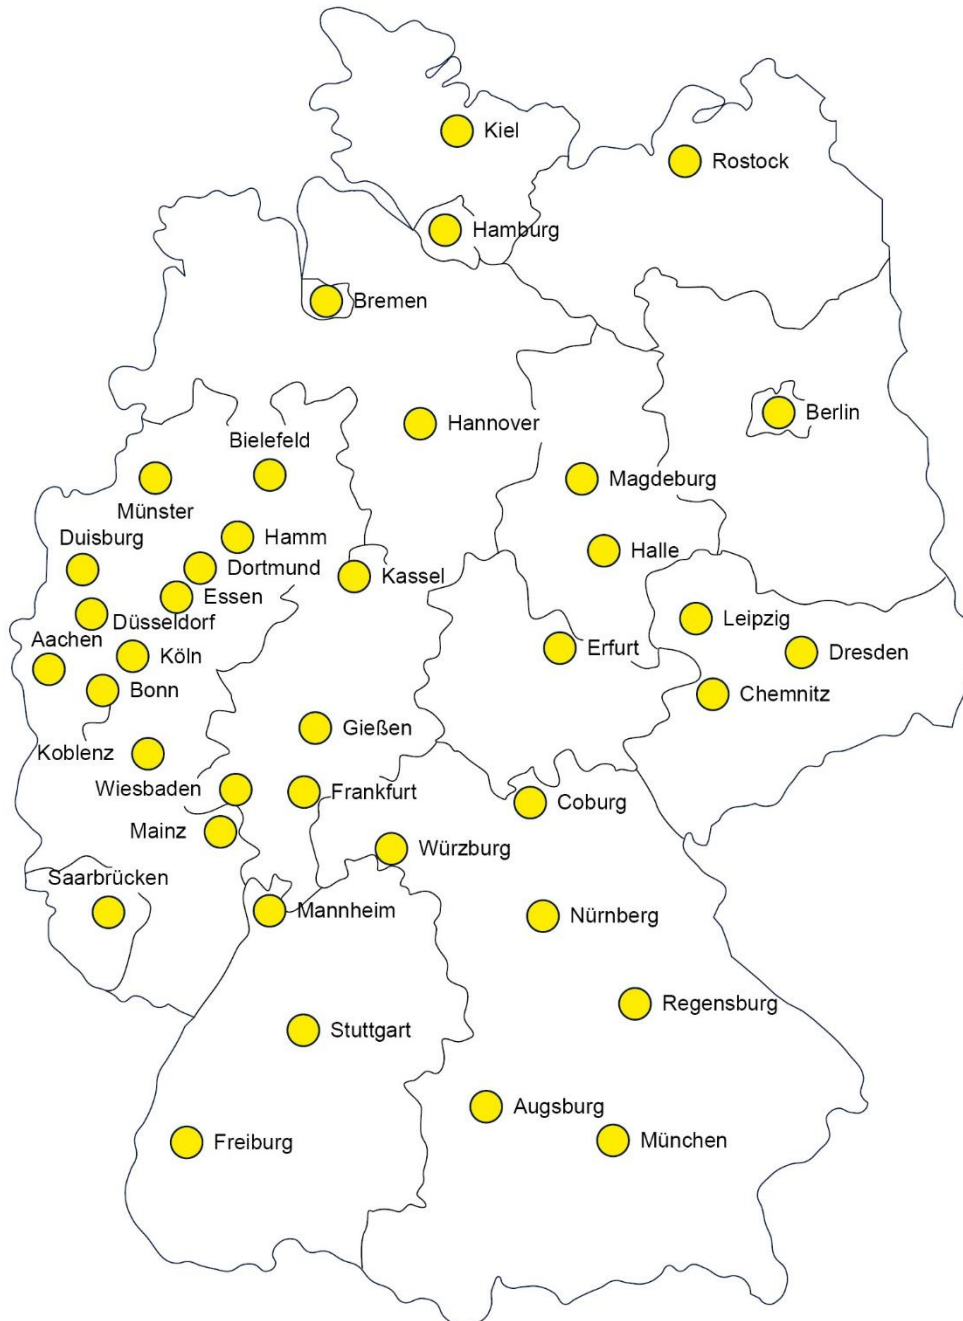 Kiel
Rostock
Hamburg
Bremen
Berlin
Hannover
Bielefeld
Magdeburg
Münster
Duisburg
Hamm
Halle
Dortmund
Kassel
Essen
Düsseldorf
Leipzig
Aachen
Köln
Erfurt
Dresden
Bonn
Chemnitz
Gießen
Koblenz
Wiesbaden
Frankfurt
Coburg
Mainz
Würzburg
Saarbrücken
Mannheim
Nürnberg
Regensburg
Stuttgart
Augsburg
Freiburg
München